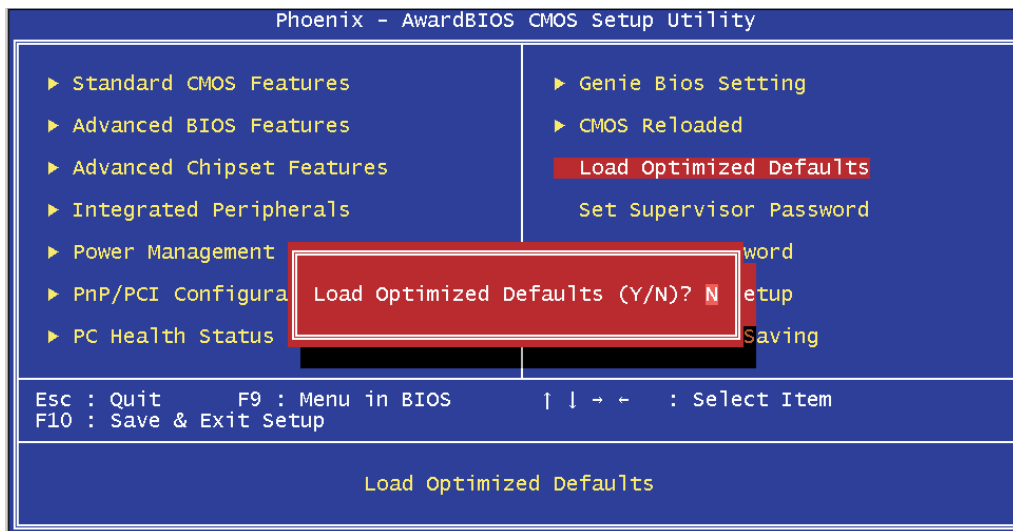 Phoenix - AwardBIOS CMOS Setup Utility
▶ Standard CMOS Features
▶ Advanced BIOS Features
▶ Advanced Chipset Features
▶ Integrated Peripherals
▶ Power Management
▶ PnP/PCI Configura
▶ PC Health Status
▶ Genie Bios Setting
▶ CMOS Reloaded
Load Optimized Defaults
Set Supervisor Password
word
etup
Saving
Load Optimized Defaults (Y/N)? N
Esc : Quit F9 : Menu in BIOS ↑ ↓ → ← : Select Item
F10 : Save & Exit Setup
Load Optimized Defaults